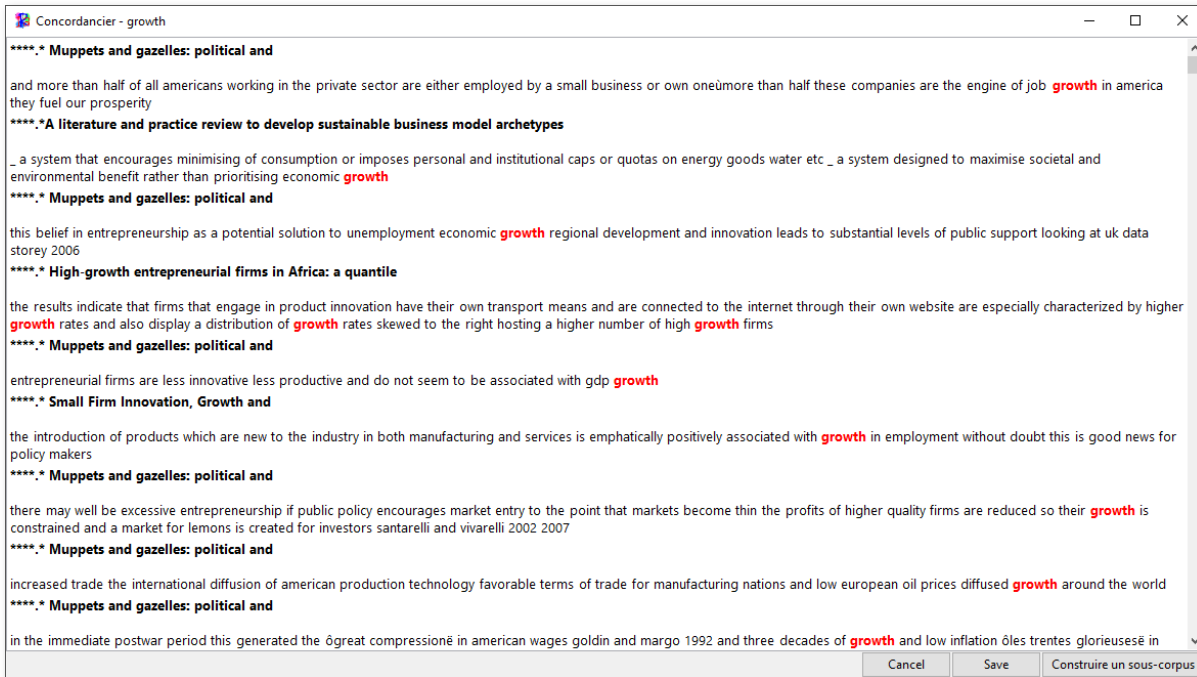 Concordancier - growth
****.* Muppets and gazelles: political and
and more than half of all americans working in the private sector are either employed by a small business or own oneùmore than half these companies are the engine of job growth in america
they fuel our prosperity
****.*A literature and practice review to develop sustainable business model archetypes
_ a system that encourages minimising of consumption or imposes personal and institutional caps or quotas on energy goods water etc _ a system designed to maximise societal and
environmental benefit rather than prioritising economic growth
****.* Muppets and gazelles: political and
this belief in entrepreneurship as a potential solution to unemployment economic growth regional development and innovation leads to substantial levels of public support looking at uk data
storey 2006
****.* High-growth entrepreneurial firms in Africa: a quantile
the results indicate that firms that engage in product innovation have their own transport means and are connected to the internet through their own website are especially characterized by higher
growth rates and also display a distribution of growth rates skewed to the right hosting a higher number of high growth firms
****.* Muppets and gazelles: political and
entrepreneurial firms are less innovative less productive and do not seem to be associated with gdp growth
****.* Small Firm Innovation, Growth and
the introduction of products which are new to the industry in both manufacturing and services is emphatically positively associated with growth in employment without doubt this is good news for
policy makers
****.* Muppets and gazelles: political and
there may well be excessive entrepreneurship if public policy encourages market entry to the point that markets become thin the profits of higher quality firms are reduced so their growth is
constrained and a market for lemons is created for investors santarelli and vivarelli 2002 2007
****.* Muppets and gazelles: political and
increased trade the international diffusion of american production technology favorable terms of trade for manufacturing nations and low european oil prices diffused growth around the world
****.* Muppets and gazelles: political and
in the immediate postwar period this generated the ôgreat compressionë in american wages goldin and margo 1992 and three decades of growth and low inflation ôles trentes glorieusesë in
Cancel Save Construire un sous-corpus